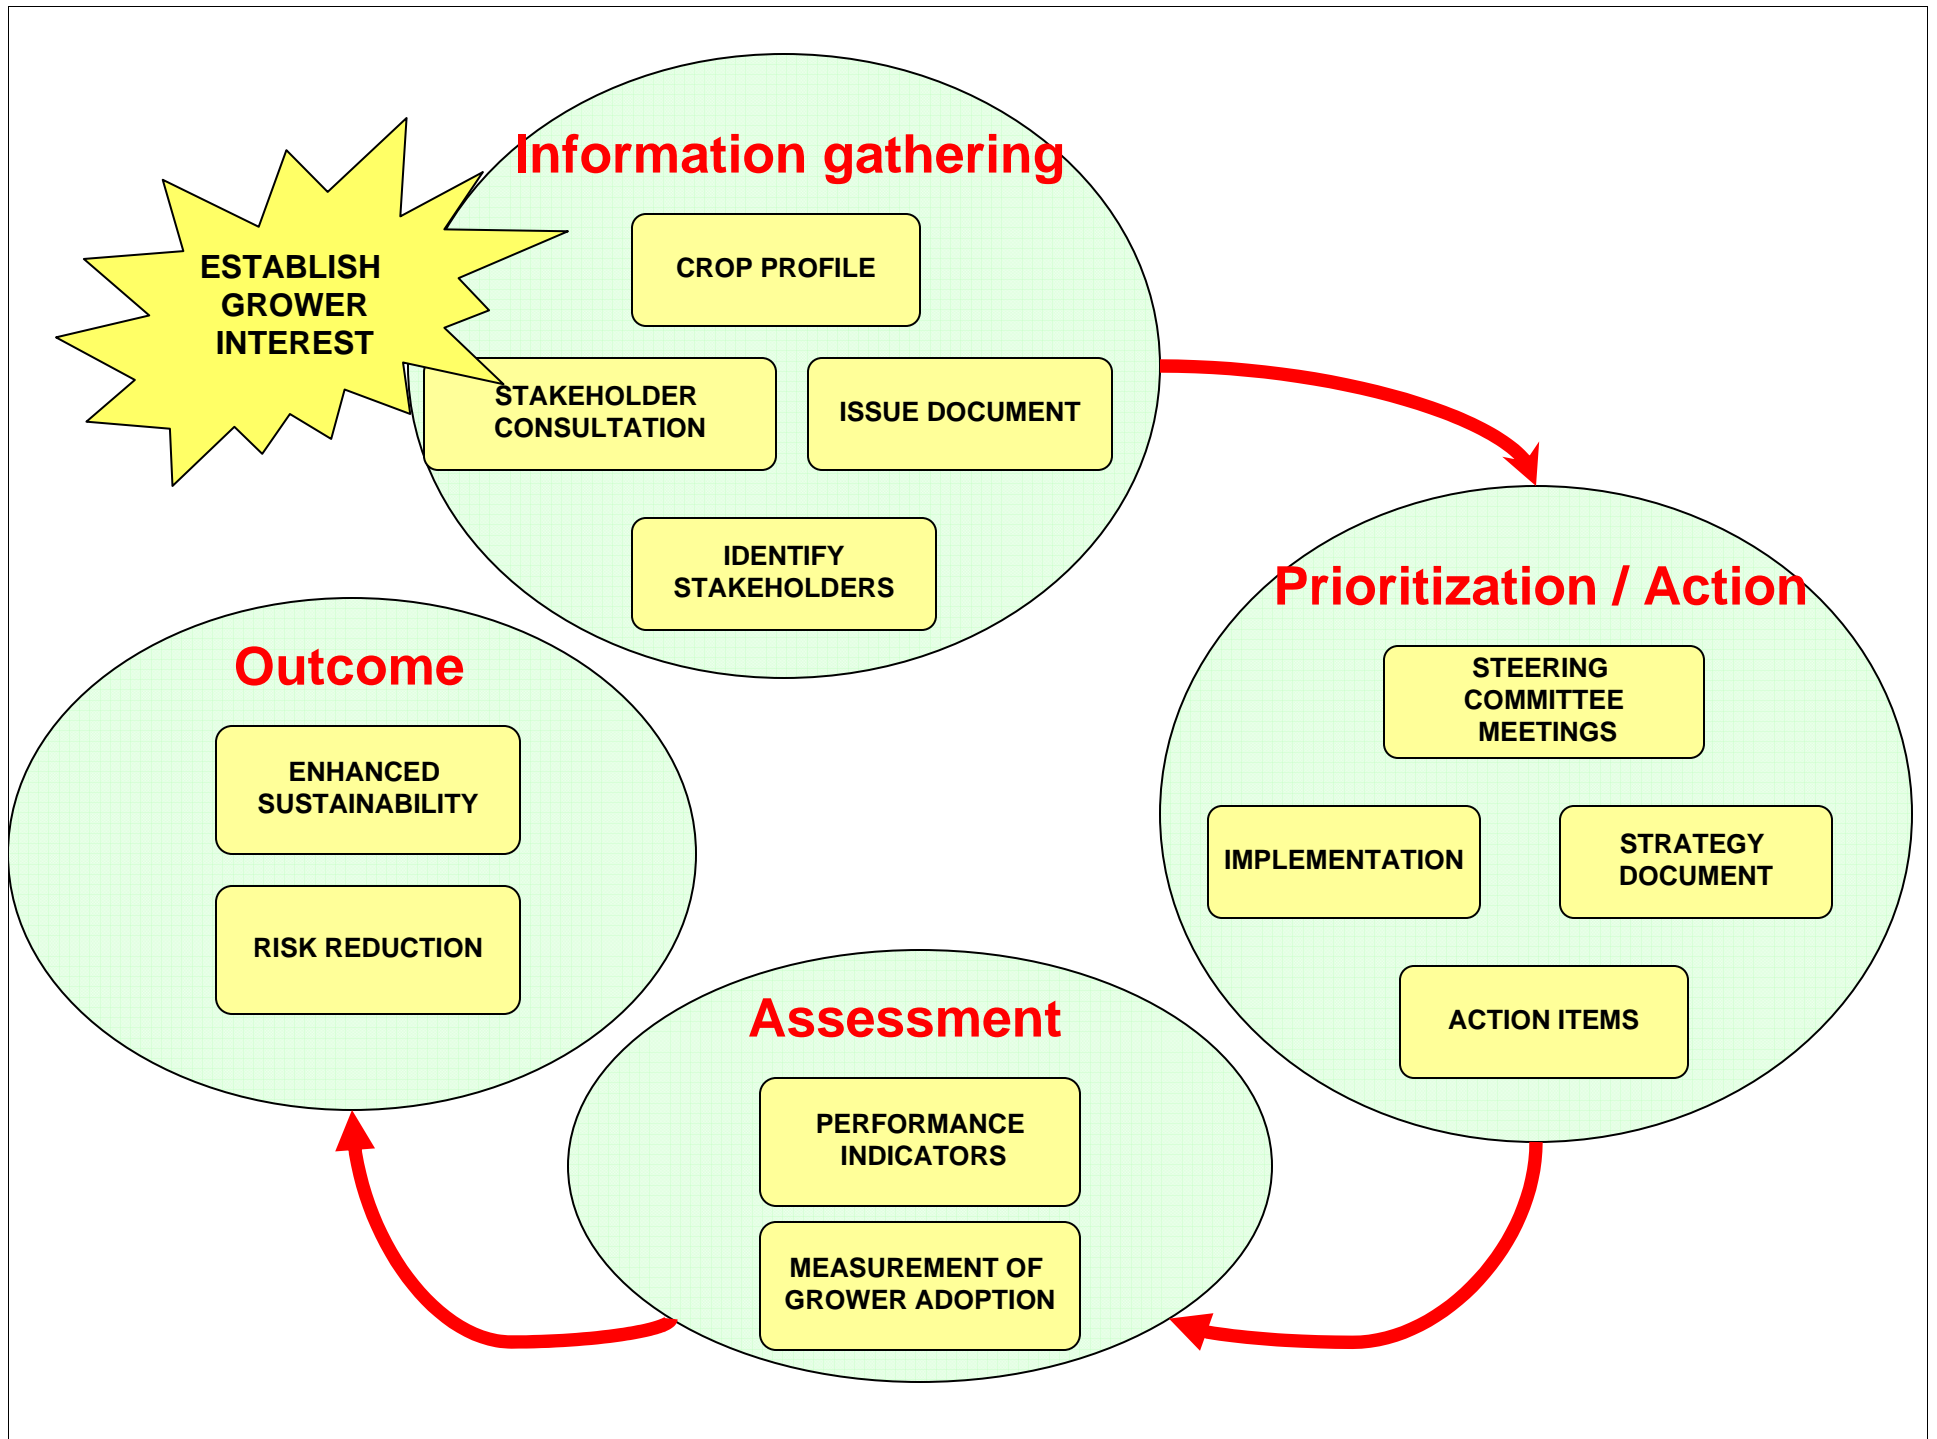 Information gathering
ESTABLISH
GROWER
INTEREST
CROP PROFILE
STAKEHOLDER
CONSULTATION
ISSUE DOCUMENT
IDENTIFY
STAKEHOLDERS
Prioritization / Action
STEERING
COMMITTEE
MEETINGS
IMPLEMENTATION
STRATEGY
DOCUMENT
ACTION ITEMS
Assessment
PERFORMANCE
INDICATORS
MEASUREMENT OF
GROWER ADOPTION
Outcome
ENHANCED
SUSTAINABILITY
RISK REDUCTION